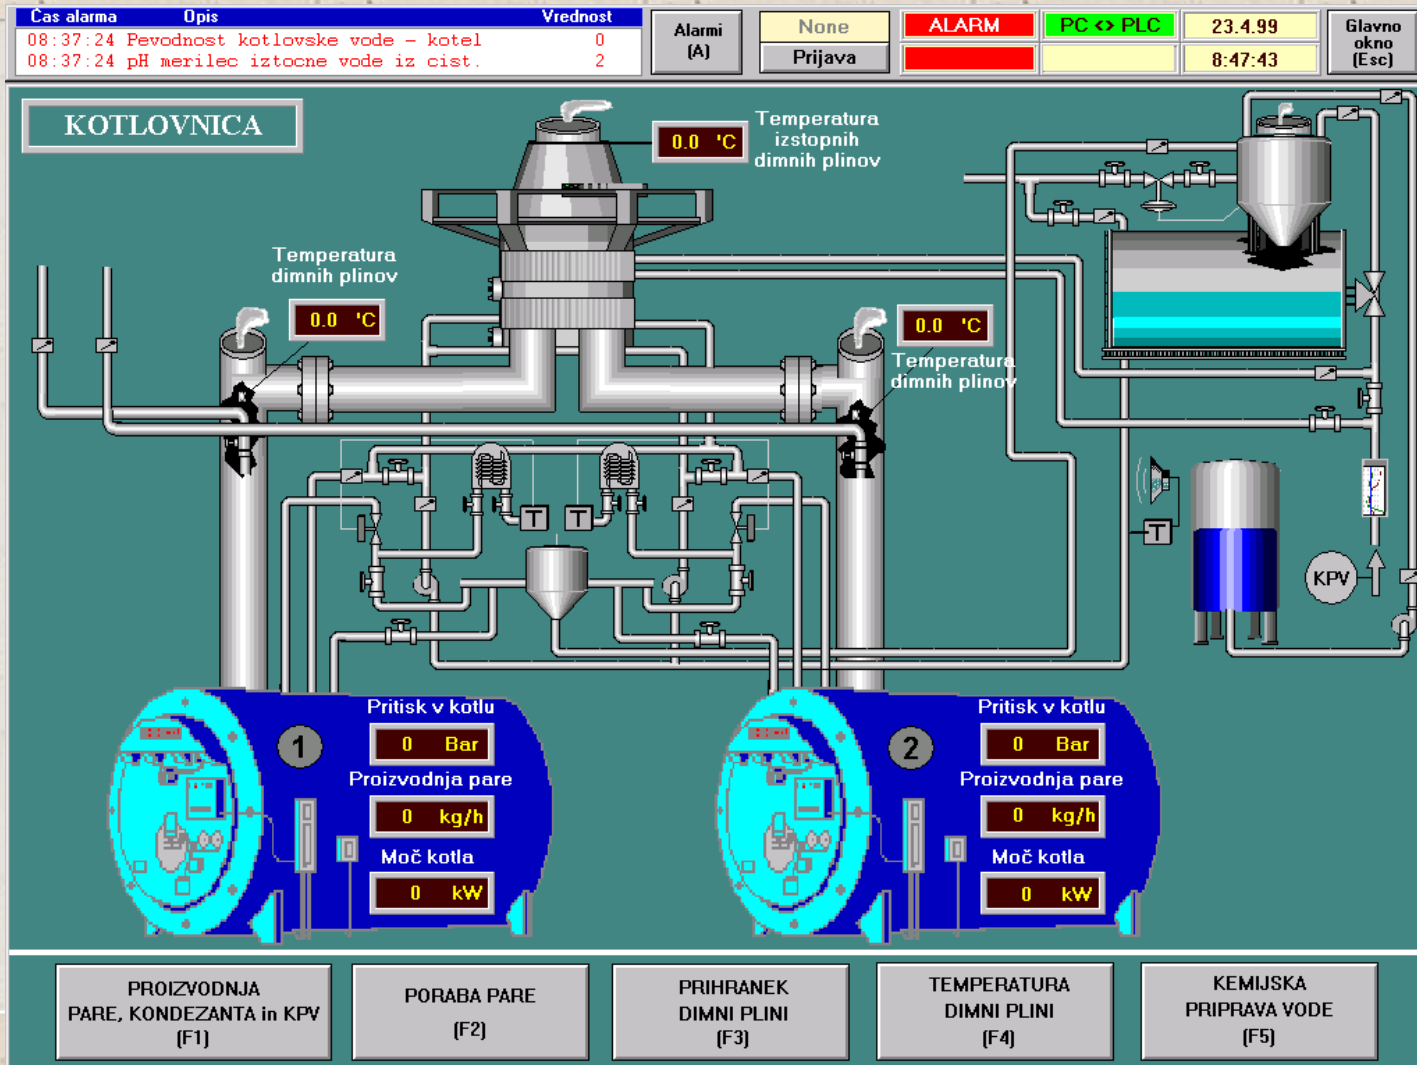 Čas alarma Opis Vrednost
08:37:24 Pevodnost kotlovske vode - kotel 0
08:37:24 pH merilec iztocne vode iz cist. 2
Alarmi
(A)
None
Prijava
ALARM
PC <> PLC
23.4.99
8:47:43
Glavno
okno
(Esc)
KOTLOVNICA
0.0 'C
Temperatura
izstopnih
dimnih plinov
Temperatura
dimnih plinov
0.0 'C
0.0 'C
Temperatura
dimnih plinov
T
T
T
KPV
1
Pritisk v kotlu
0 Bar
Proizvodnja pare
0 kg/h
Moč kotla
0 kW
2
Pritisk v kotlu
0 Bar
Proizvodnja pare
0 kg/h
Moč kotla
0 kW
PROIZVODNJA
PARE, KONDEZANTA in KPV
(F1)
PORABA PARE
(F2)
PRIHRANEK
DIMNI PLINI
(F3)
TEMPERATURA
DIMNI PLINI
(F4)
KEMIJSKA
PRIPRAVA VODE
(F5)